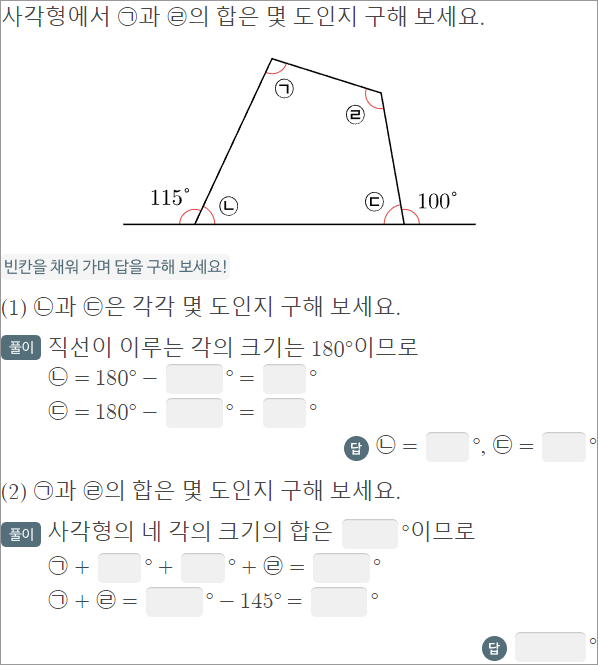 사각형에서 ㉠과 ㉣의 합은 몇 도인지 구해 보세요.
㉠
㉣
115°
㉡
㉢
100°
빈칸을 채워 가며 답을 구해 보세요!
(1) ㉡과 ㉢은 각각 몇 도인지 구해 보세요.
풀이 직선이 이루는 각의 크기는 180°이므로
㉡ = 180° − ° = °
㉢ = 180° − ° = °
답 ㉡ = °, ㉢ = °
(2) ㉠과 ㉣의 합은 몇 도인지 구해 보세요.
풀이 사각형의 네 각의 크기의 합은 °이므로
㉠ + ° + ° + ㉣ = °
㉠ + ㉣ = ° − 145° = °
답 °